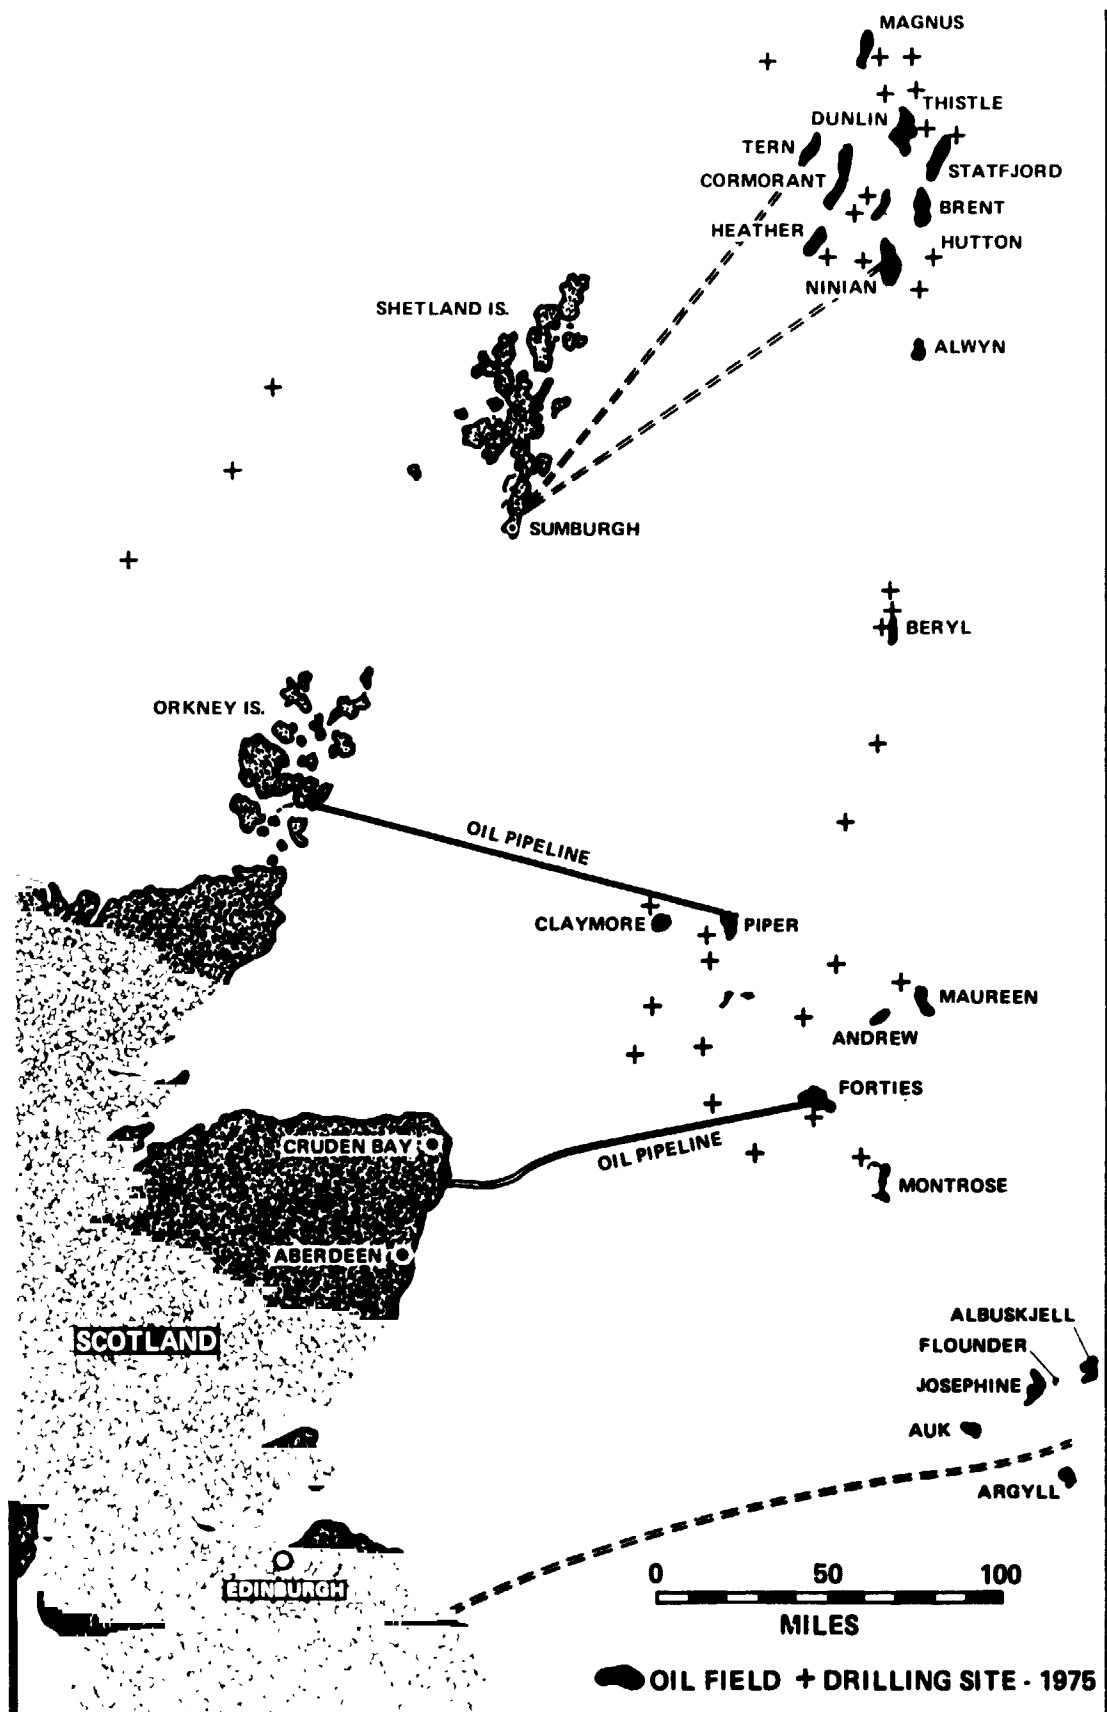 MAGNUS
THISTLE
DUNLIN
TERN
STATFJORD
CORMORANT
BRENT
HEATHER
HUTTON
NINIAN
SHETLAND IS.
ALWYN
SUMBURGH
BERYL
ORKNEY IS.
OIL PIPELINE
CLAYMORE
PIPER
MAUREEN
ANDREW
FORTIES
CRUDEN BAY
OIL PIPELINE
MONTROSE
ABERDEEN
ALBUSKJELL
SCOTLAND
FLOUNDER
JOSEPHINE
AUK
ARGYLL
EDINBURGH
0 50 100
MILES
OIL FIELD + DRILLING SITE - 1975